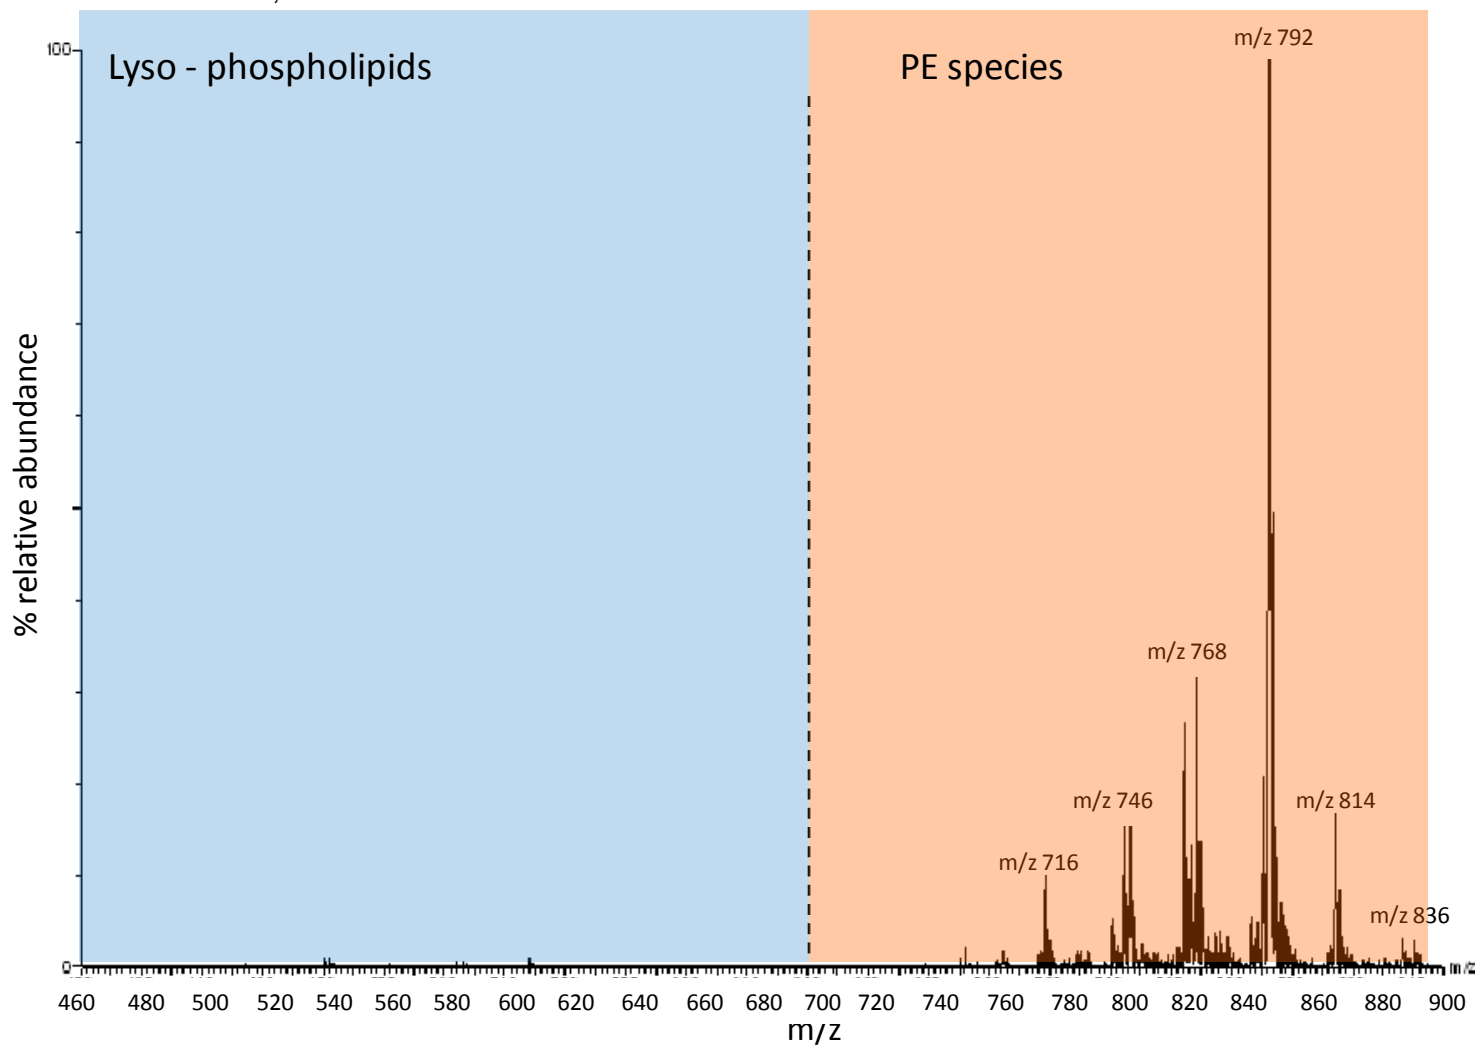 m/z 792
100
Lyso - phospholipids
PE species
m/z 768
m/z 746
m/z 814
m/z 716
m/z 836
% relative abundance
0
m/z
460 480 500 520 540 560 580 600 620 640 660 680 700 720 740 760 780 800 820 840 860 880 900
m/z